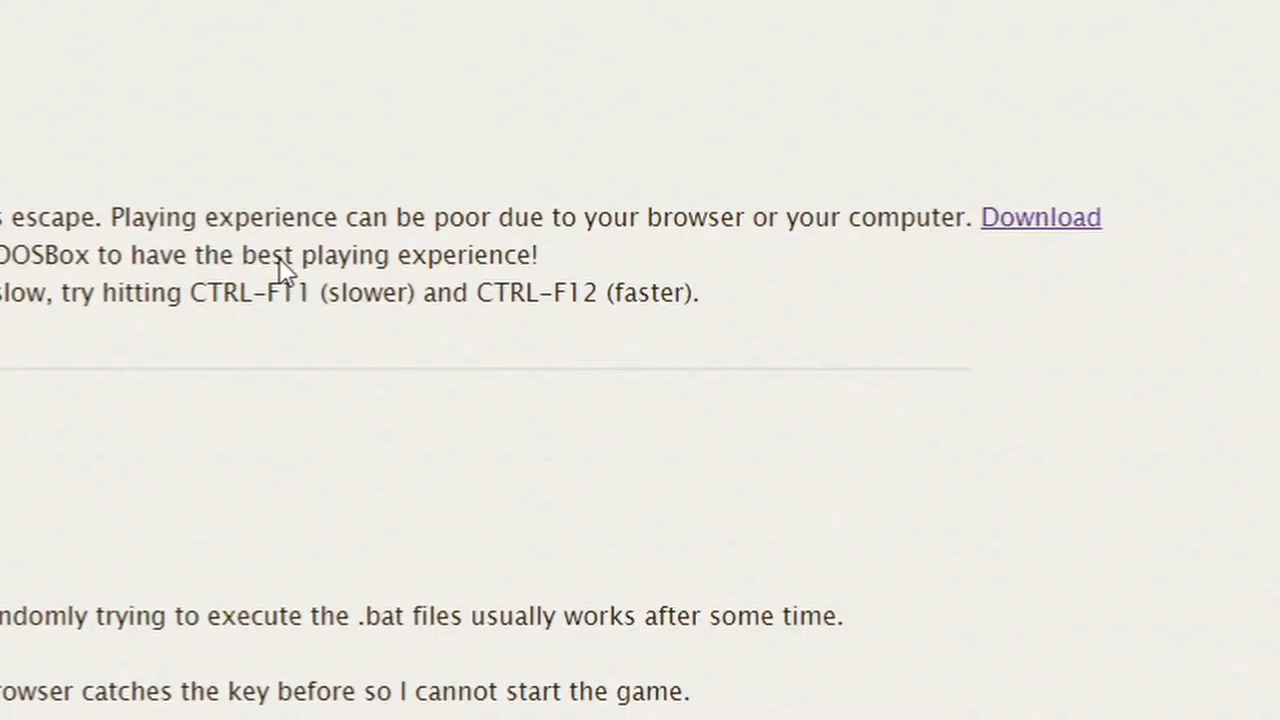 s escape. Playing experience can be poor due to your browser or your computer. Download
DOSBox to have the best playing experience!
slow, try hitting CTRL-F11 (slower) and CTRL-F12 (faster).
ndomly trying to execute the .bat files usually works after some time.
rowser catches the key before so I cannot start the game.